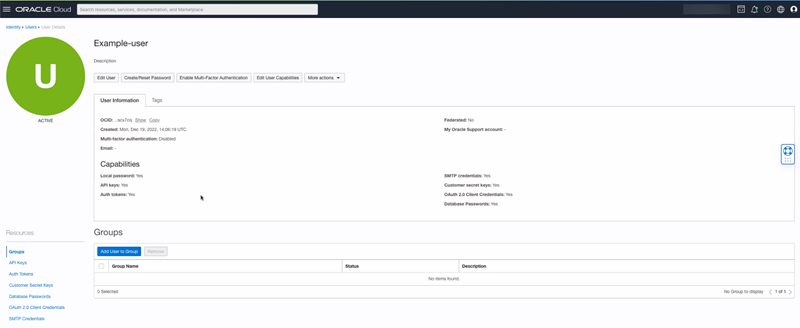 ORACLE Cloud
Search resources, services, documentation, and Marketplace
Identity » Users » User Details
U
ACTIVE
Example-user
Description
Edit User
Create/Reset Password
Enable Multi-Factor Authentication
Edit User Capabilities
More actions
User Information
Tags
OCID: Show Copy
Federated: No
Created: Mon, Dec 19, 2022, 14:06:19 UTC
My Oracle Support account: -
Multi-factor authentication: Disabled
Email: -
Capabilities
Local password: Yes
SMTP credentials: Yes
API keys: Yes
Customer secret keys: Yes
Auth tokens: Yes
OAuth 2.0 Client Credentials: Yes
Database Passwords: Yes
Resources
Groups
API Keys
Auth Tokens
Customer Secret Keys
Database Passwords
OAuth 2.0 Client Credentials
SMTP Credentials
Groups
Add User to Group
Remove
Group Name
Status
Description
No items found.
0 Selected
No Group to display
1 of 1